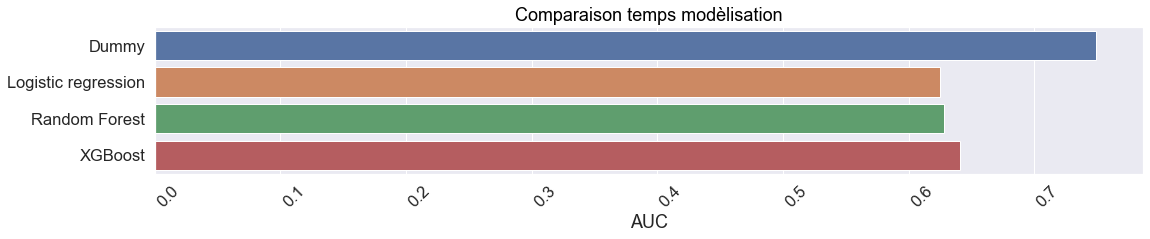 Comparaison temps modèlisation
Dummy
Logistic regression
Random Forest
XGBoost
0.0
0.1
0.2
0.3
0.4
0.5
0.6
0.7
AUC